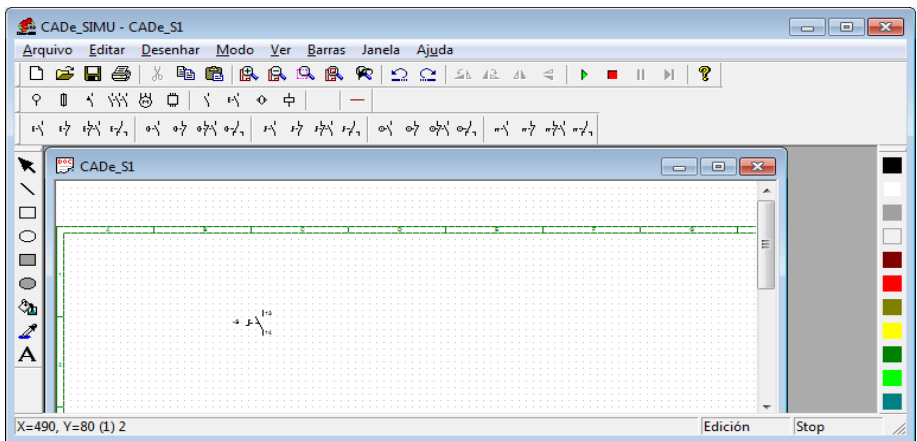 CADe_SIMU - CADe_S1
Arquivo Editar Desenhar Modo Ver Barras Janela Ajuda
CADe_S1
A
X=490, Y=80 (1) 2 Edición Stop